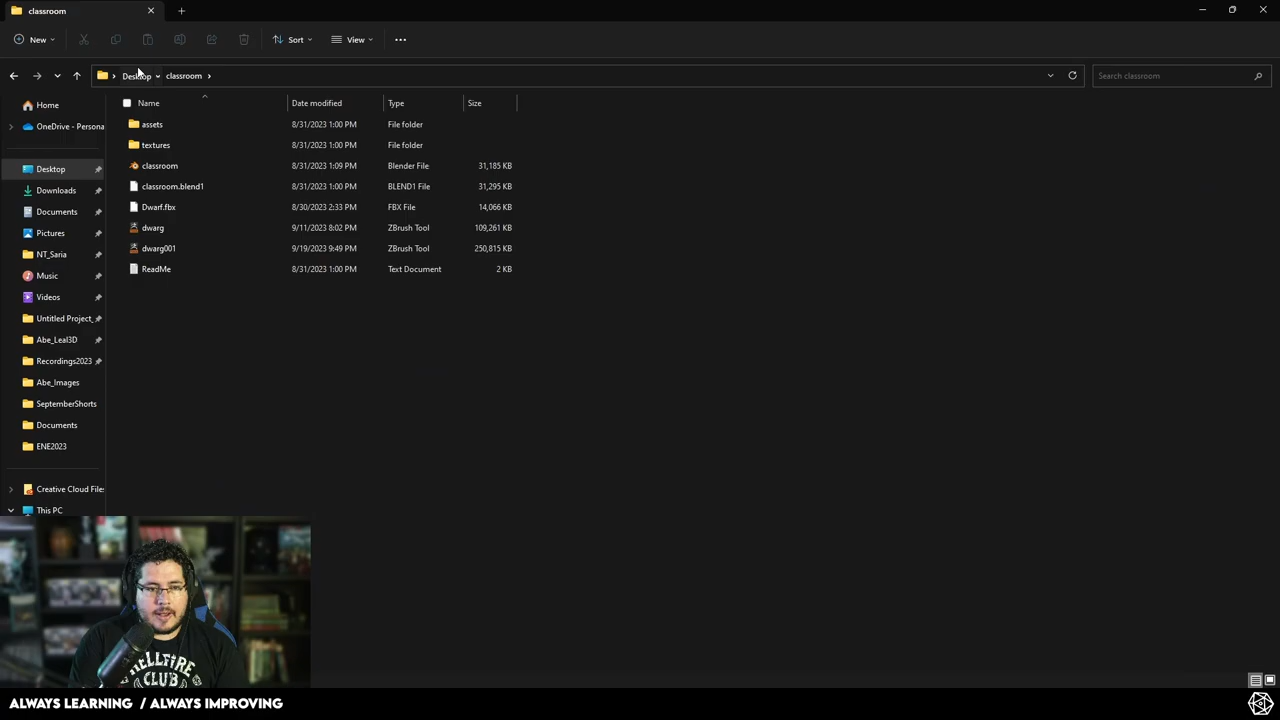 classroom
New
Sort
View
Desktop
classroom
Search classroom
Name
Date modified
Type
Size
Home
OneDrive - Persona
Desktop
Downloads
Documents
Pictures
NT_Saria
Music
Videos
Untitled Project_
Abe_Leal3D
Recordings2023
Abe_Images
SeptemberShorts
Documents
ENE2023
Creative Cloud Files
This PC
assets 8/31/2023 1:00 PM File folder
textures 8/31/2023 1:00 PM File folder
classroom 8/31/2023 1:09 PM Blender File 31,185 KB
classroom.blend1 8/31/2023 1:00 PM BLEND1 File 31,295 KB
Dwarf.fbx 8/30/2023 2:33 PM FBX File 14,066 KB
dwarg 9/11/2023 8:02 PM ZBrush Tool 109,261 KB
dwarg001 9/19/2023 9:49 PM ZBrush Tool 250,815 KB
ReadMe 8/31/2023 1:00 PM Text Document 2 KB
HELLFIRE
CLUB
ALWAYS LEARNING / ALWAYS IMPROVING